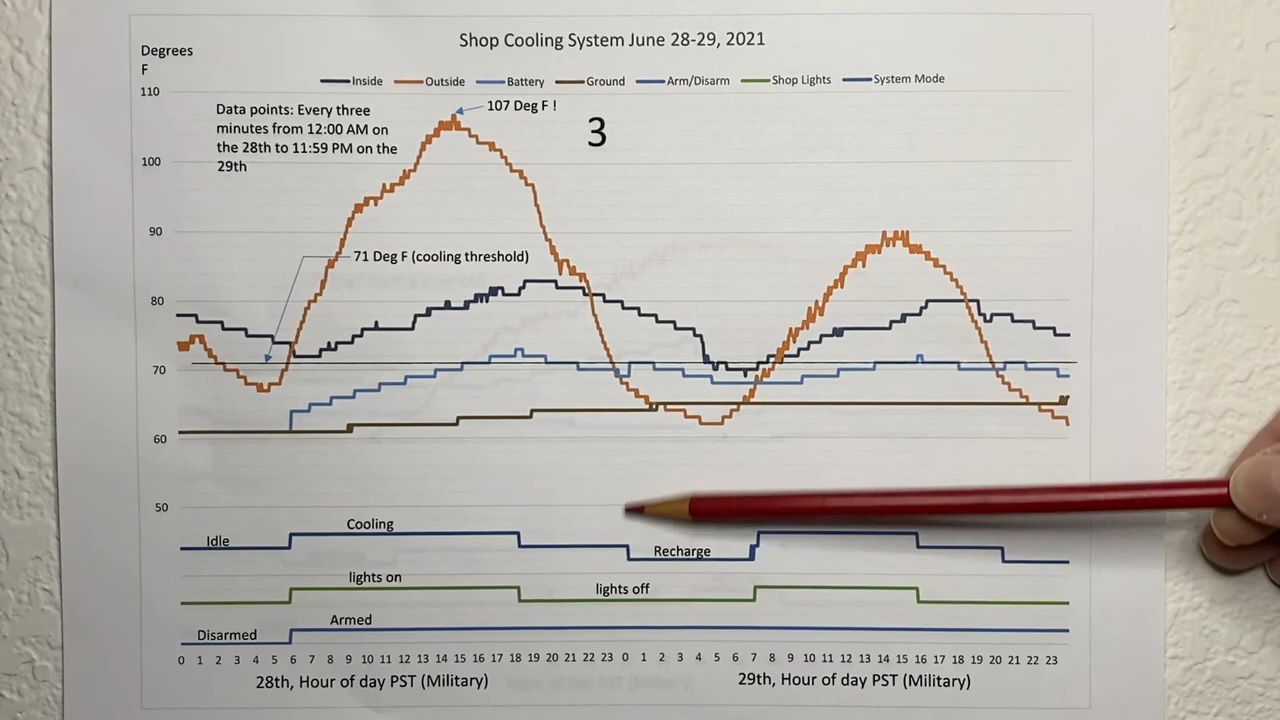 Shop Cooling System June 28-29, 2021
Degrees
F
Inside Outside Battery Ground Arm/Disarm Shop Lights System Mode
110
Data points: Every three
minutes from 12:00 AM on
the 28th to 11:59 PM on the
29th
107 Deg F !
3
100
90
71 Deg F (cooling threshold)
80
70
60
50
Idle
Cooling
Recharge
lights on
lights off
Disarmed
Armed
0 1 2 3 4 5 6 7 8 9 10 11 12 13 14 15 16 17 18 19 20 21 22 23 0 1 2 3 4 5 6 7 8 9 10 11 12 13 14 15 16 17 18 19 20 21 22 23
28th, Hour of day PST (Military)
29th, Hour of day PST (Military)